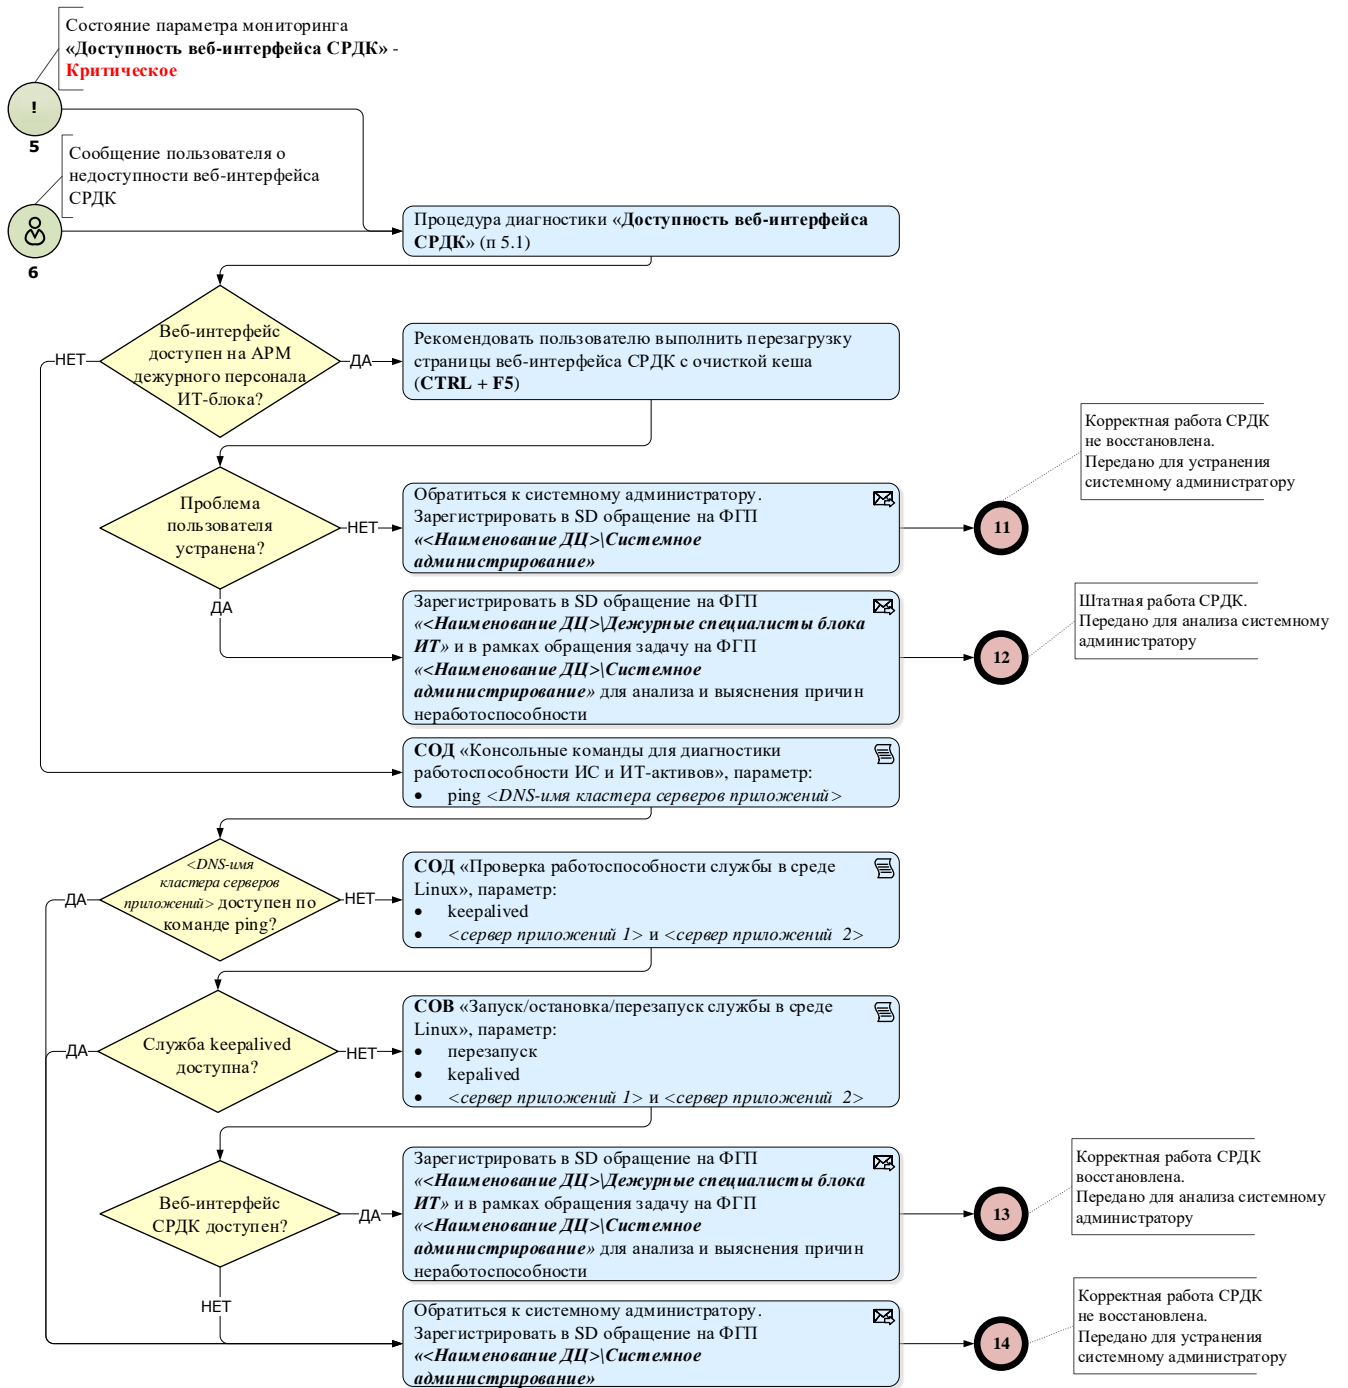 Состояние параметра мониторинга
«Доступность веб-интерфейса СРДК» -
Критическое
!
5
Сообщение пользователя о
недоступности веб-интерфейса
СРДК
6
Процедура диагностики «Доступность веб-интерфейса
СРДК» (п 5.1)
Веб-интерфейс
доступен на АРМ
дежурного персонала
ИТ-блока?
НЕТ
ДА
Рекомендовать пользователю выполнить перезагрузку
страницы веб-интерфейса СРДК с очисткой кеша
(CTRL + F5)
Проблема
пользователя
устранена?
НЕТ
ДА
Обратиться к системному администратору.
Зарегистрировать в SD обращение на ФГП
«<Наименование ДЦ>\Системное
администрирование»
11
Корректная работа СРДК
не восстановлена.
Передано для устранения
системному администратору
Зарегистрировать в SD обращение на ФГП
«<Наименование ДЦ>\Дежурные специалисты блока
ИТ» и в рамках обращения задачу на ФГП
«<Наименование ДЦ>\Системное
администрирование» для анализа и выяснения причин
неработоспособности
12
Штатная работа СРДК.
Передано для анализа системному
администратору
СОД «Консольные команды для диагностики
работоспособности ИС и ИТ-активов», параметр:
• ping <DNS-имя кластера серверов приложений>
<DNS-имя
кластера серверов
приложений> доступен по
команде ping?
ДА
НЕТ
СОД «Проверка работоспособности службы в среде
Linux», параметр:
• keepalived
• <сервер приложений 1> и <сервер приложений 2>
Служба keepalived
доступна?
ДА
НЕТ
СОВ «Запуск/остановка/перезапуск службы в среде
Linux», параметр:
• перезапуск
• kepalived
• <сервер приложений 1> и <сервер приложений 2>
Веб-интерфейс
СРДК доступен?
ДА
НЕТ
Зарегистрировать в SD обращение на ФГП
«<Наименование ДЦ>\Дежурные специалисты блока
ИТ» и в рамках обращения задачу на ФГП
«<Наименование ДЦ>\Системное
администрирование» для анализа и выяснения причин
неработоспособности
13
Корректная работа СРДК
восстановлена.
Передано для анализа системному
администратору
Обратиться к системному администратору.
Зарегистрировать в SD обращение на ФГП
«<Наименование ДЦ>\Системное
администрирование»
14
Корректная работа СРДК
не восстановлена.
Передано для устранения
системному администратору